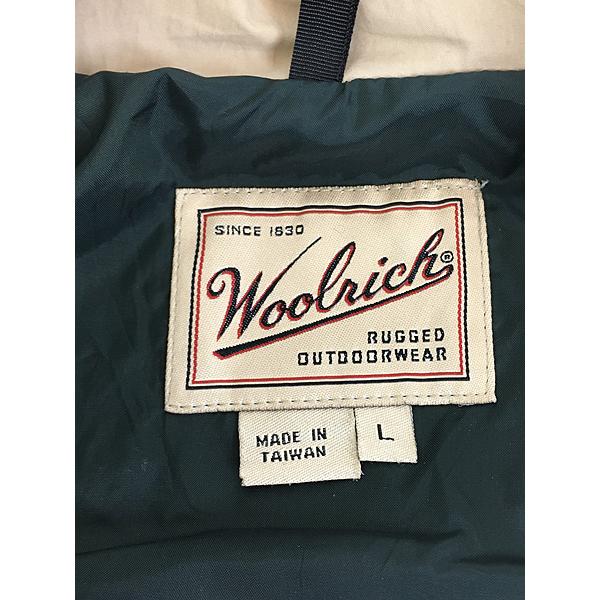 SINCE 1830
Woolrich®
RUGGED
OUTDOORWEAR
MADE IN
TAIWAN
L